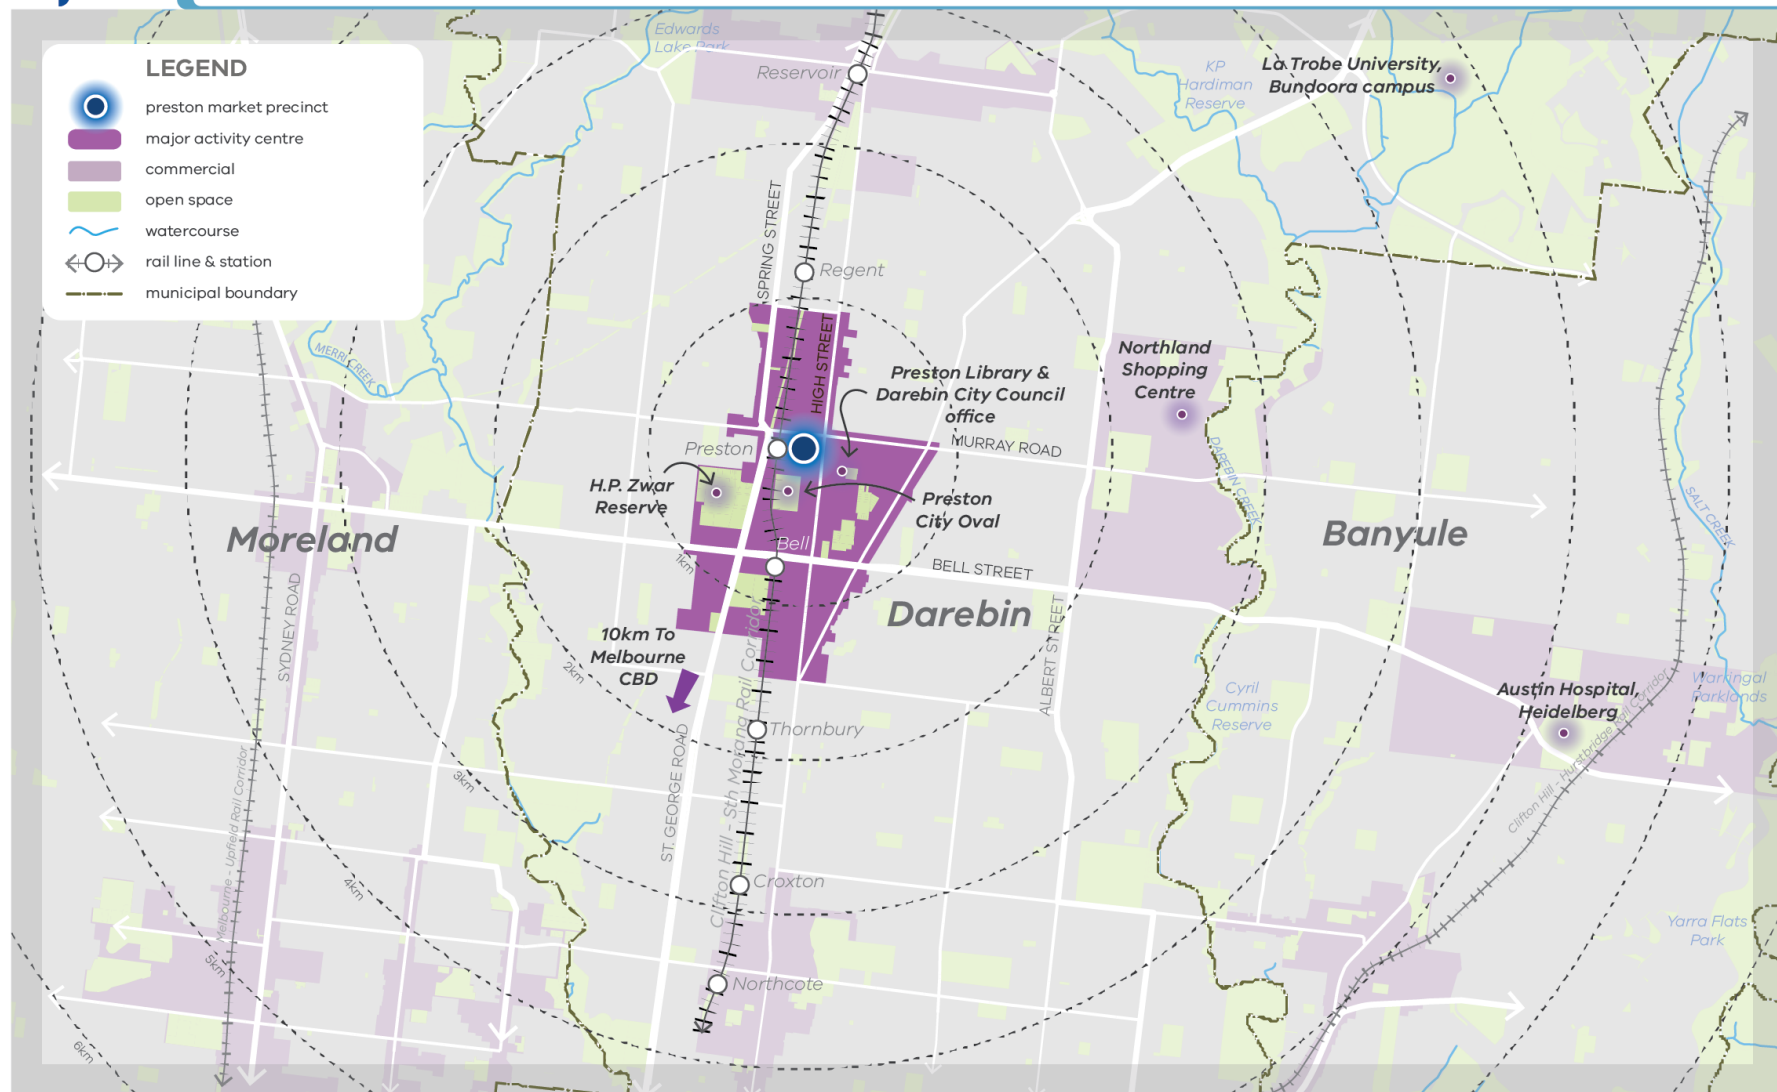 LEGEND
preston market precinct
major activity centre
commercial
open space
watercourse
rail line & station
municipal boundary
Edwards
Lake Park
Reservoir
KP
Hardiman
Reserve
La Trobe University,
Bundoora campus
SPRING STREET
Regent
HIGH STREET
MERRI CREEK
Preston Library &
Darebin City Council
office
Northland
Shopping
Centre
Preston
MURRAY ROAD
DAREBIN CREEK
H.P. Zwar
Reserve
Preston
City Oval
SALT CREEK
Moreland
Banyule
Bell
BELL STREET
1km
Darebin
SYDNEY ROAD
10km To
Melbourne
CBD
2km
ALBERT STREET
Clifton Hill - Sth Morang Rail Corridor
Cyril
Cummins
Reserve
Austin Hospital,
Heidelberg
Warringal
Parklands
Clifton Hill - Hurstbridge Rail Corridor
Thornbury
ST. GEORGE ROAD
3km
Melbourne - Upfield Rail Corridor
4km
Croxton
Yarra Flats
Park
5km
Northcote
6km